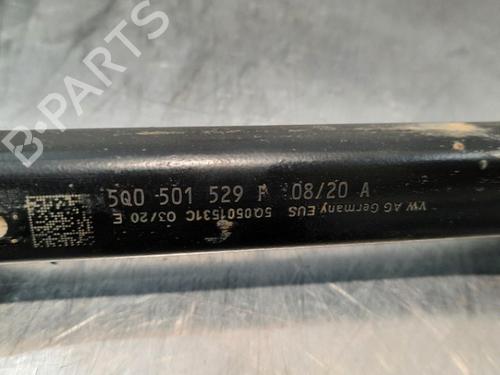 5Q0 501 529 F 08/20 A
5Q0501531C 03/20 E
VW AG Germany EUS
B-PARTS